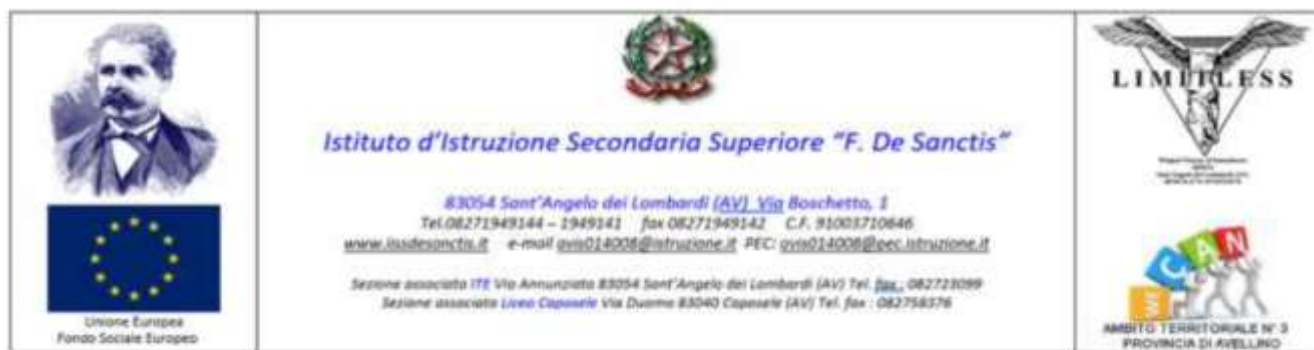 Unione Europea
Fondo Sociale Europeo
Istituto d'Istruzione Secondaria Superiore "F. De Sanctis"
83054 Sant'Angelo dei Lombardi (AV) Via Boschetto, 1
Tel.08271949144 – 1949141 fax 08271949142 C.F. 91003710646
www.iissdesanctis.it e-mail avis014008@istruzione.it PEC: avis014008@pec.istruzione.it
Sezione associata ITE Via Annunziata 83054 Sant'Angelo dei Lombardi (AV) Tel. fax : 082723099
Sezione associata Liceo Caposele Via Duomo 83040 Caposele (AV) Tel. fax : 082758376
LIMITLESS
WE CAN
AMBITO TERRITORIALE N° 3
PROVINCIA DI AVELLINO